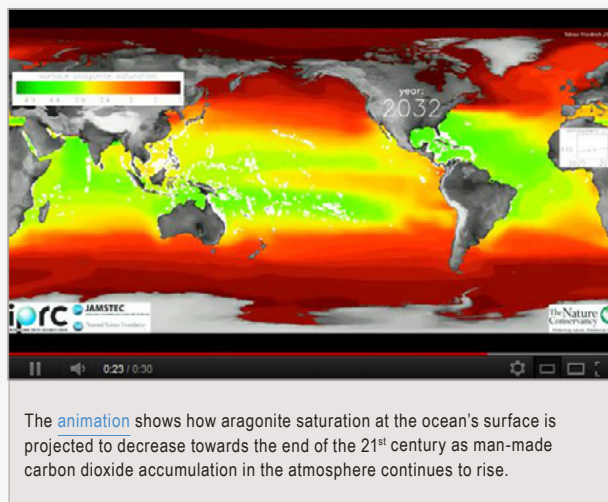 Tobias Friedrich,
surface aragonite saturation
year:
2032
iprc
JAMSTEC
The Nature
Conservancy
0:23 / 0:30
The animation shows how aragonite saturation at the ocean's surface is
projected to decrease towards the end of the 21st century as man-made
carbon dioxide accumulation in the atmosphere continues to rise.